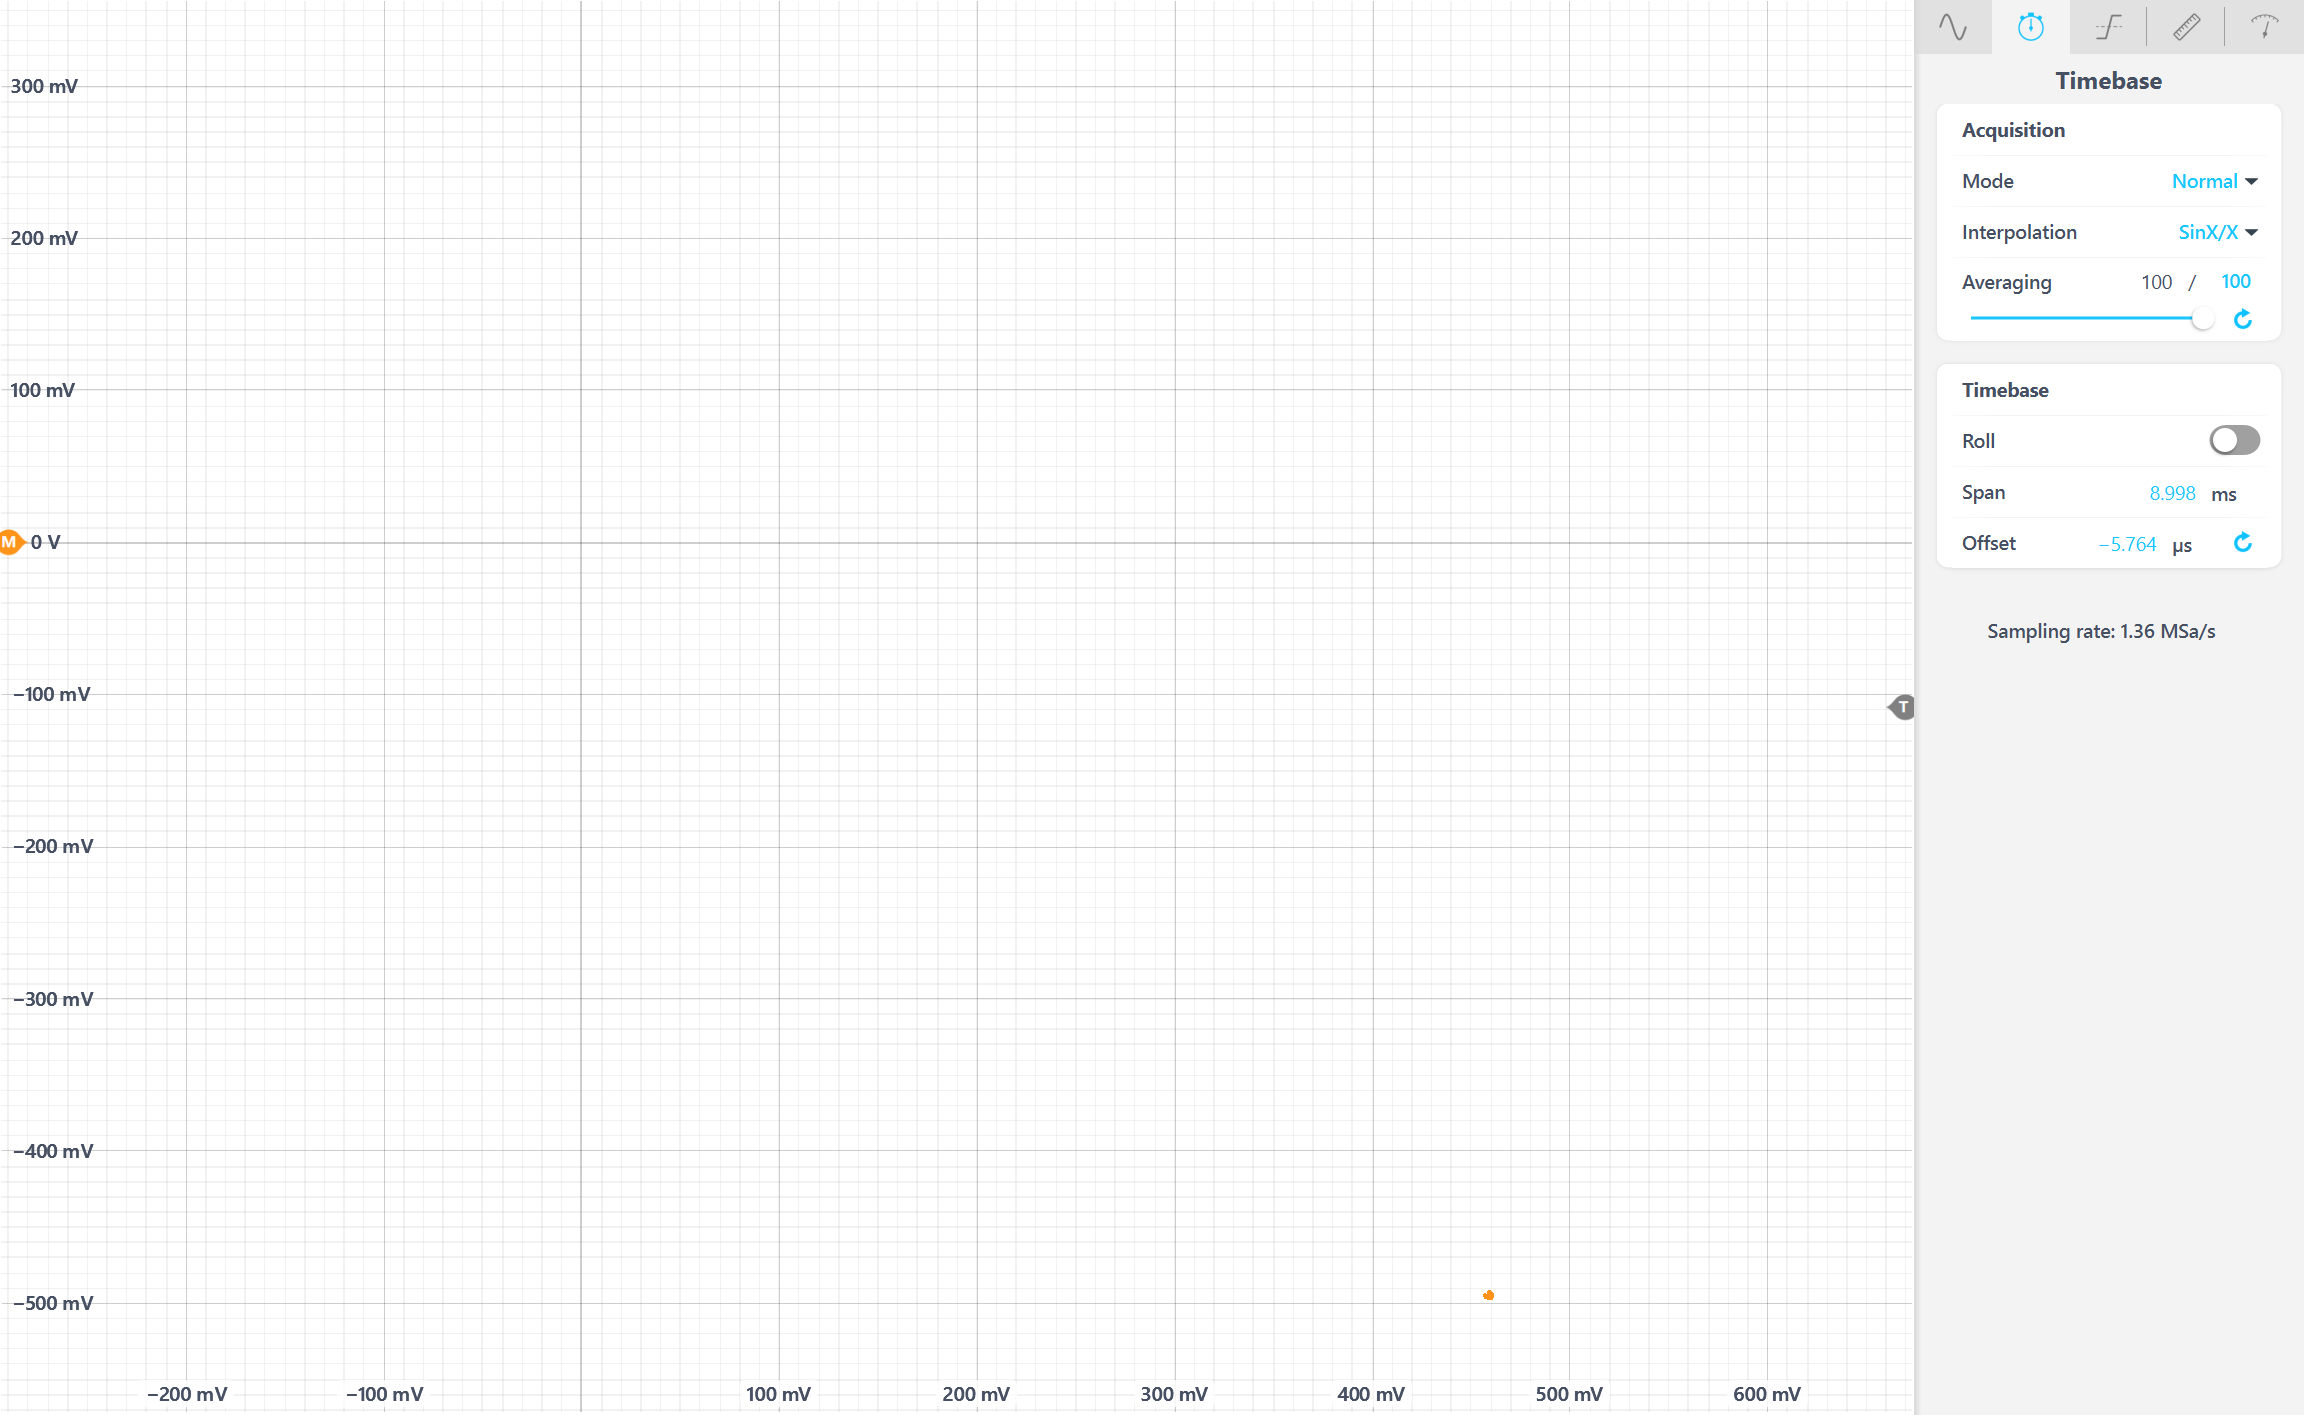 300 mV
200 mV
100 mV
M 0 V
−100 mV
T
−200 mV
−300 mV
−400 mV
−500 mV
−200 mV −100 mV 100 mV 200 mV 300 mV 400 mV 500 mV 600 mV
Timebase
Acquisition
Mode Normal
Interpolation SinX/X
Averaging 100 / 100
Timebase
Roll
Span 8.998 ms
Offset −5.764 μs
Sampling rate: 1.36 MSa/s